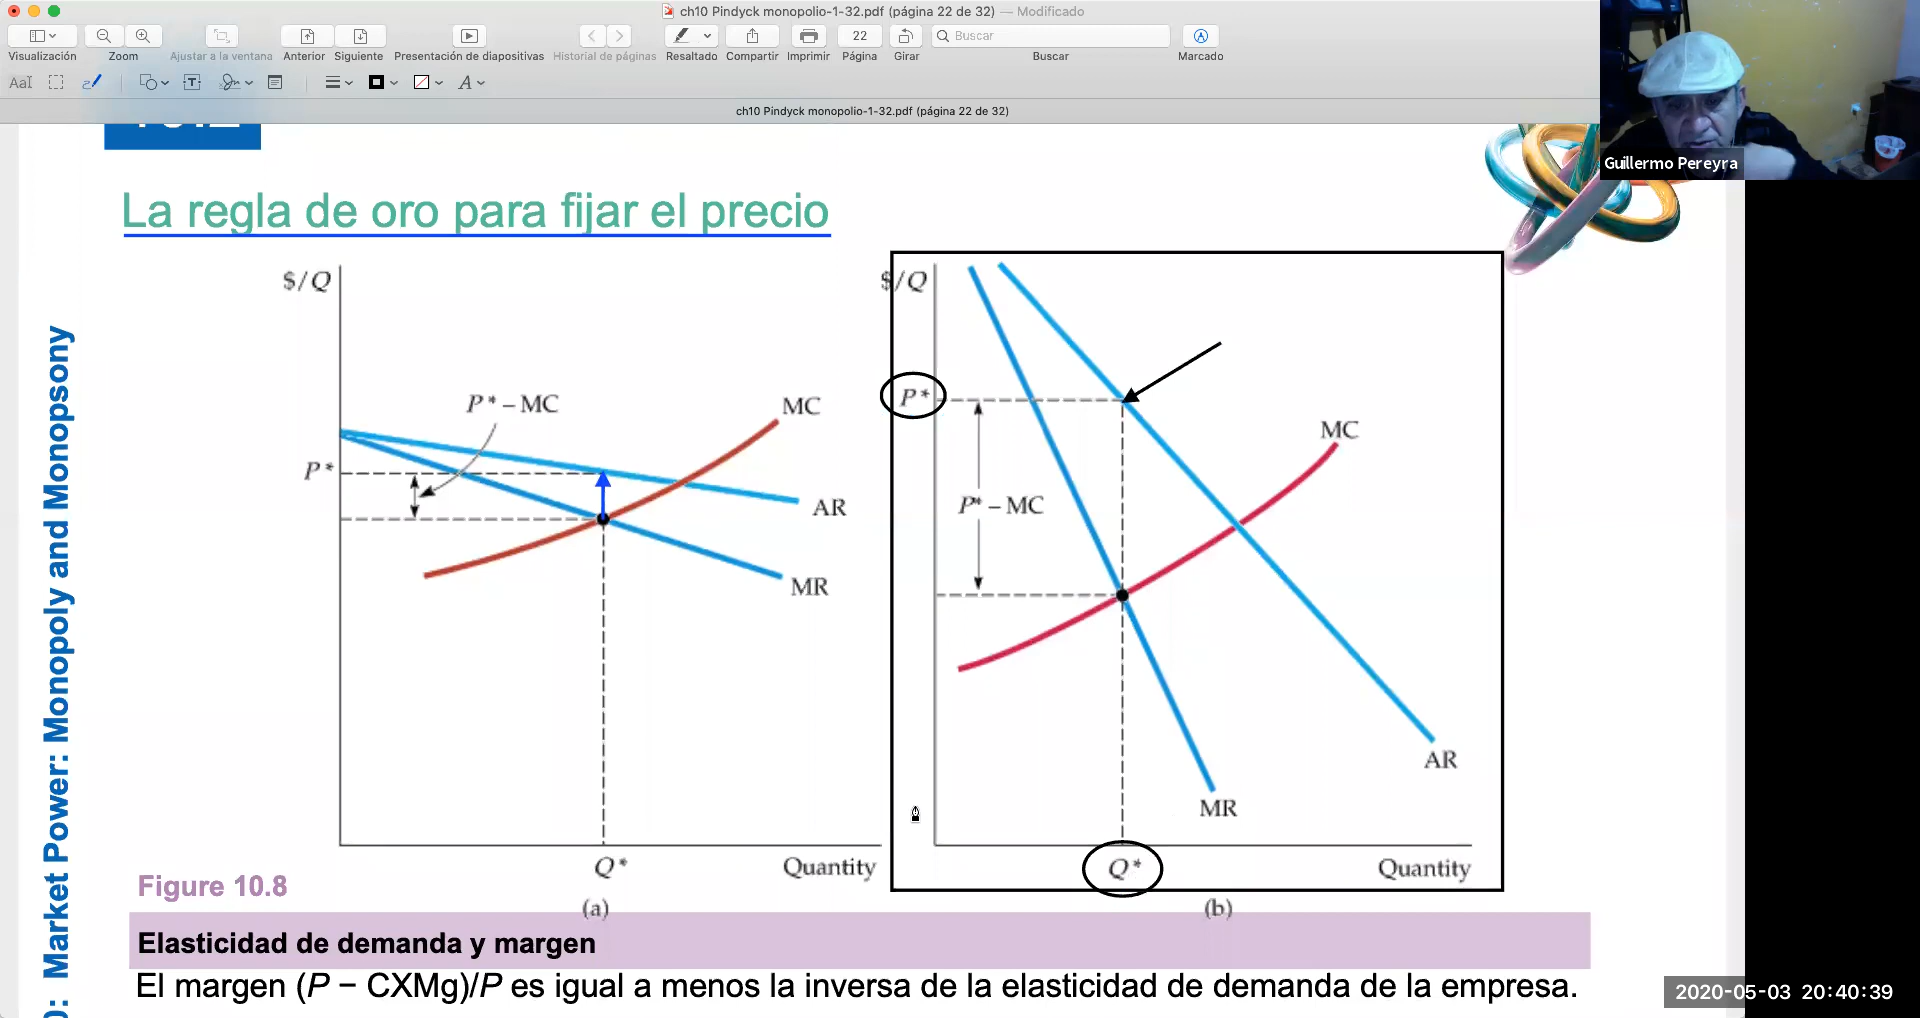 ch10 Pindyck monopolio-1-32.pdf (página 22 de 32) — Modificado
22
Buscar
Visualización
Zoom
Ajustar a la ventana
Anterior
Siguiente
Presentación de diapositivas
Historial de páginas
Resaltado
Compartir
Imprimir
Página
Girar
Buscar
Marcado
AaI
T
A
ch10 Pindyck monopolio-1-32.pdf (página 22 de 32)
Guillermo Pereyra
La regla de oro para fijar el precio
Market Power: Monopoly and Monopsony
$/Q
P* – MC
MC
P*
AR
MR
Q*
Quantity
(a)
$/Q
P*
MC
P* – MC
AR
MR
Q*
Quantity
(b)
Figure 10.8
Elasticidad de demanda y margen
El margen (P − CXMg)/P es igual a menos la inversa de la elasticidad de demanda de la empresa.
2020-05-03 20:40:39